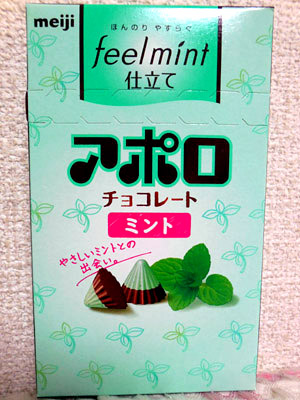 meiji
ほんのり やすらぐ
feelmint
仕立て
アポロ
チョコレート
ミント
やさしいミントとの
出会い。